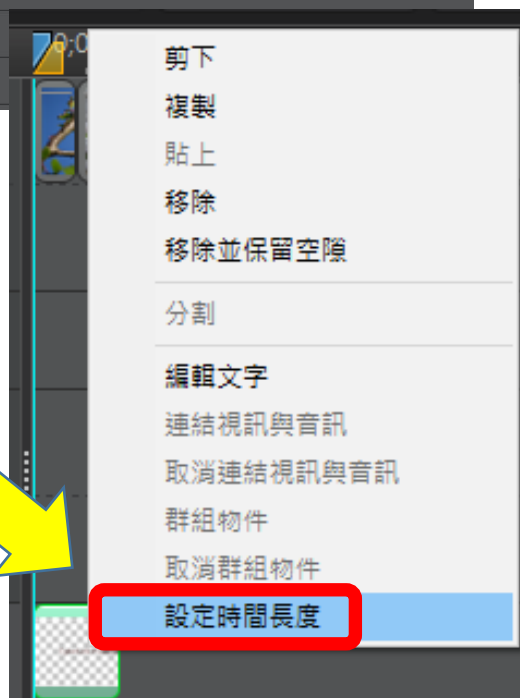 剪下
複製
貼上
移除
移除並保留空隙
分割
編輯文字
連結視訊與音訊
取消連結視訊與音訊
群組物件
取消群組物件
設定時間長度